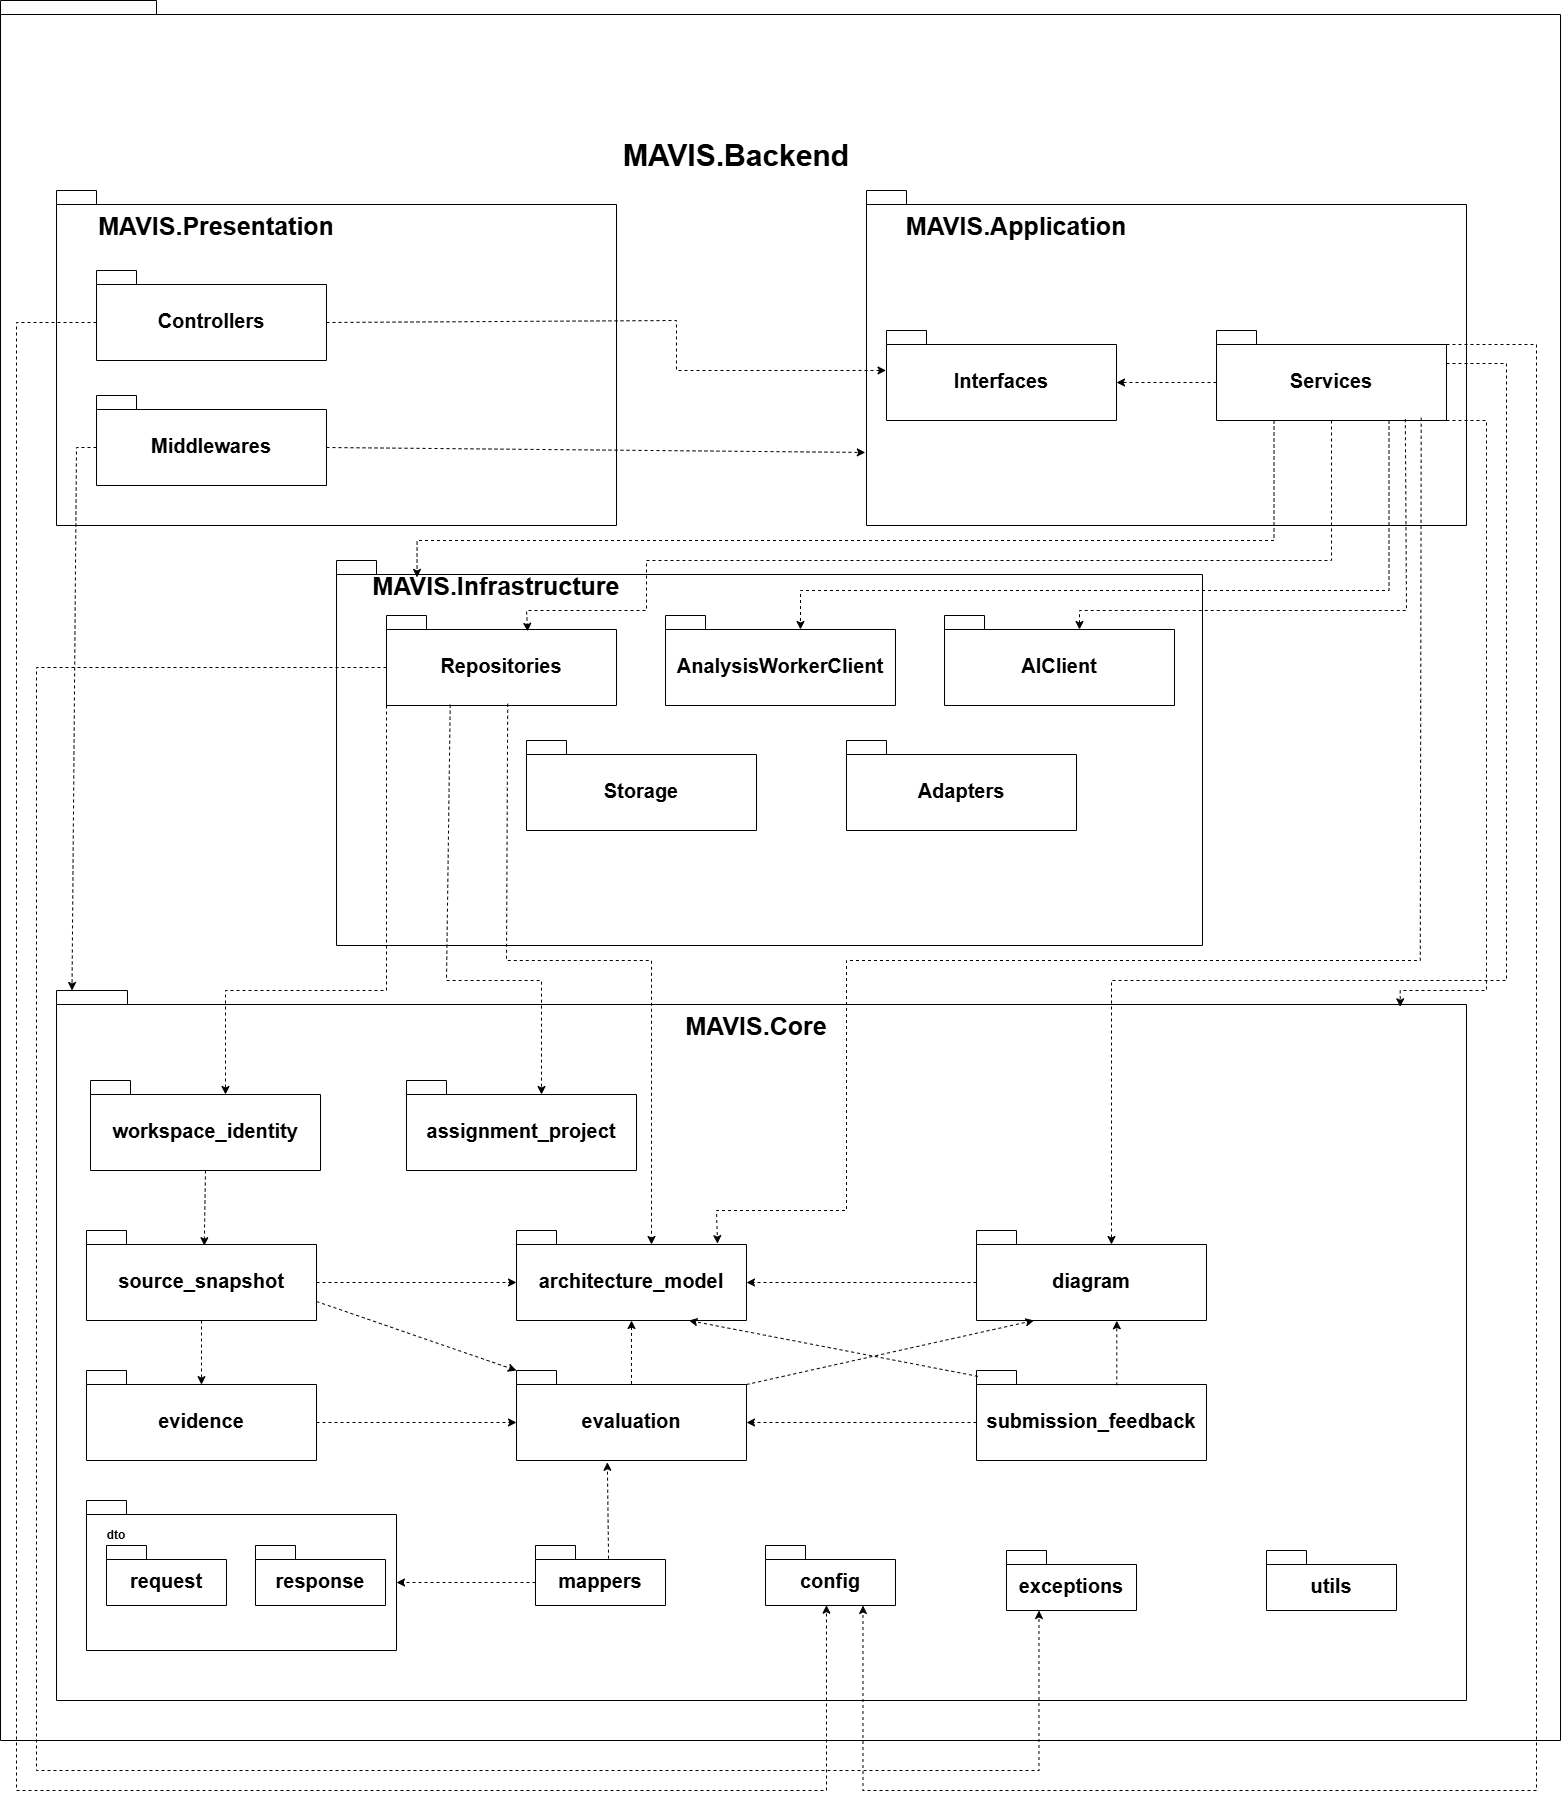 MAVIS.Backend
MAVIS.Presentation
MAVIS.Application
Controllers
Interfaces
Services
Middlewares
MAVIS.Infrastructure
Repositories
AnalysisWorkerClient
AIClient
Storage
Adapters
MAVIS.Core
workspace_identity
assignment_project
source_snapshot
architecture_model
diagram
evidence
evaluation
submission_feedback
dto
request
response
mappers
config
exceptions
utils